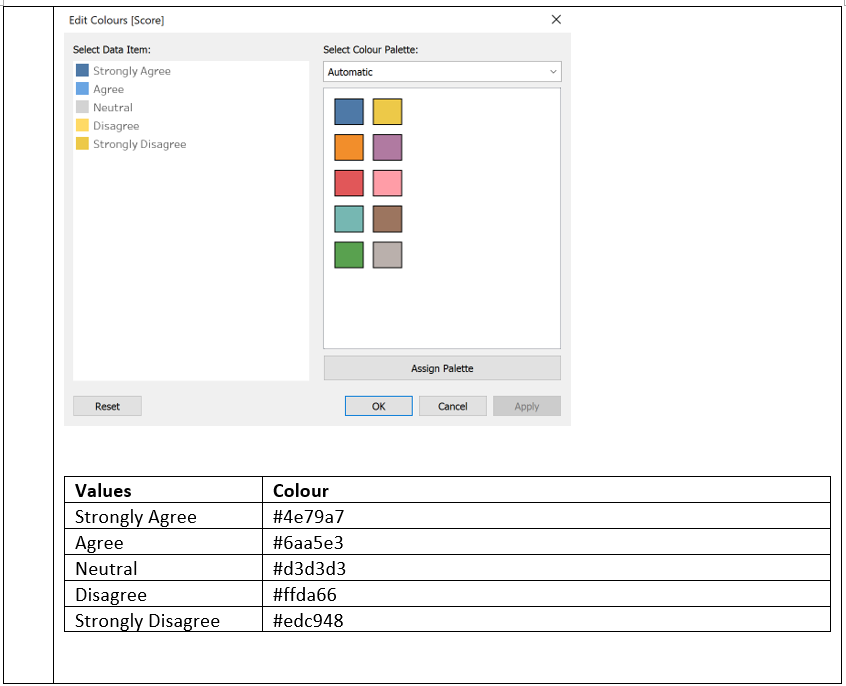 Edit Colours [Score]
Select Data Item:
Strongly Agree
Agree
Neutral
Disagree
Strongly Disagree
Select Colour Palette:
Automatic
Assign Palette
Reset
OK
Cancel
Apply
Values Colour
Strongly Agree #4e79a7
Agree #6aa5e3
Neutral #d3d3d3
Disagree #ffda66
Strongly Disagree #edc948